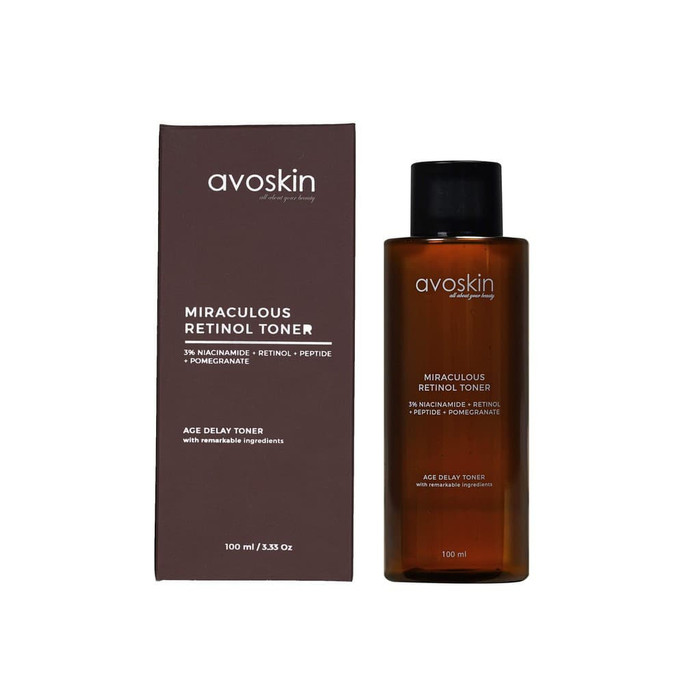 avoskin
all about your beauty
MIRACULOUS
RETINOL TONER
3% NIACINAMIDE + RETINOL + PEPTIDE
+ POMEGRANATE
AGE DELAY TONER
with remarkable ingredients
100 ml / 3,33 Oz
avoskin
all about your beauty
MIRACULOUS
RETINOL TONER
3% NIACINAMIDE + RETINOL
+ PEPTIDE + POMEGRANATE
AGE DELAY TONER
with remarkable ingredients
100 ml